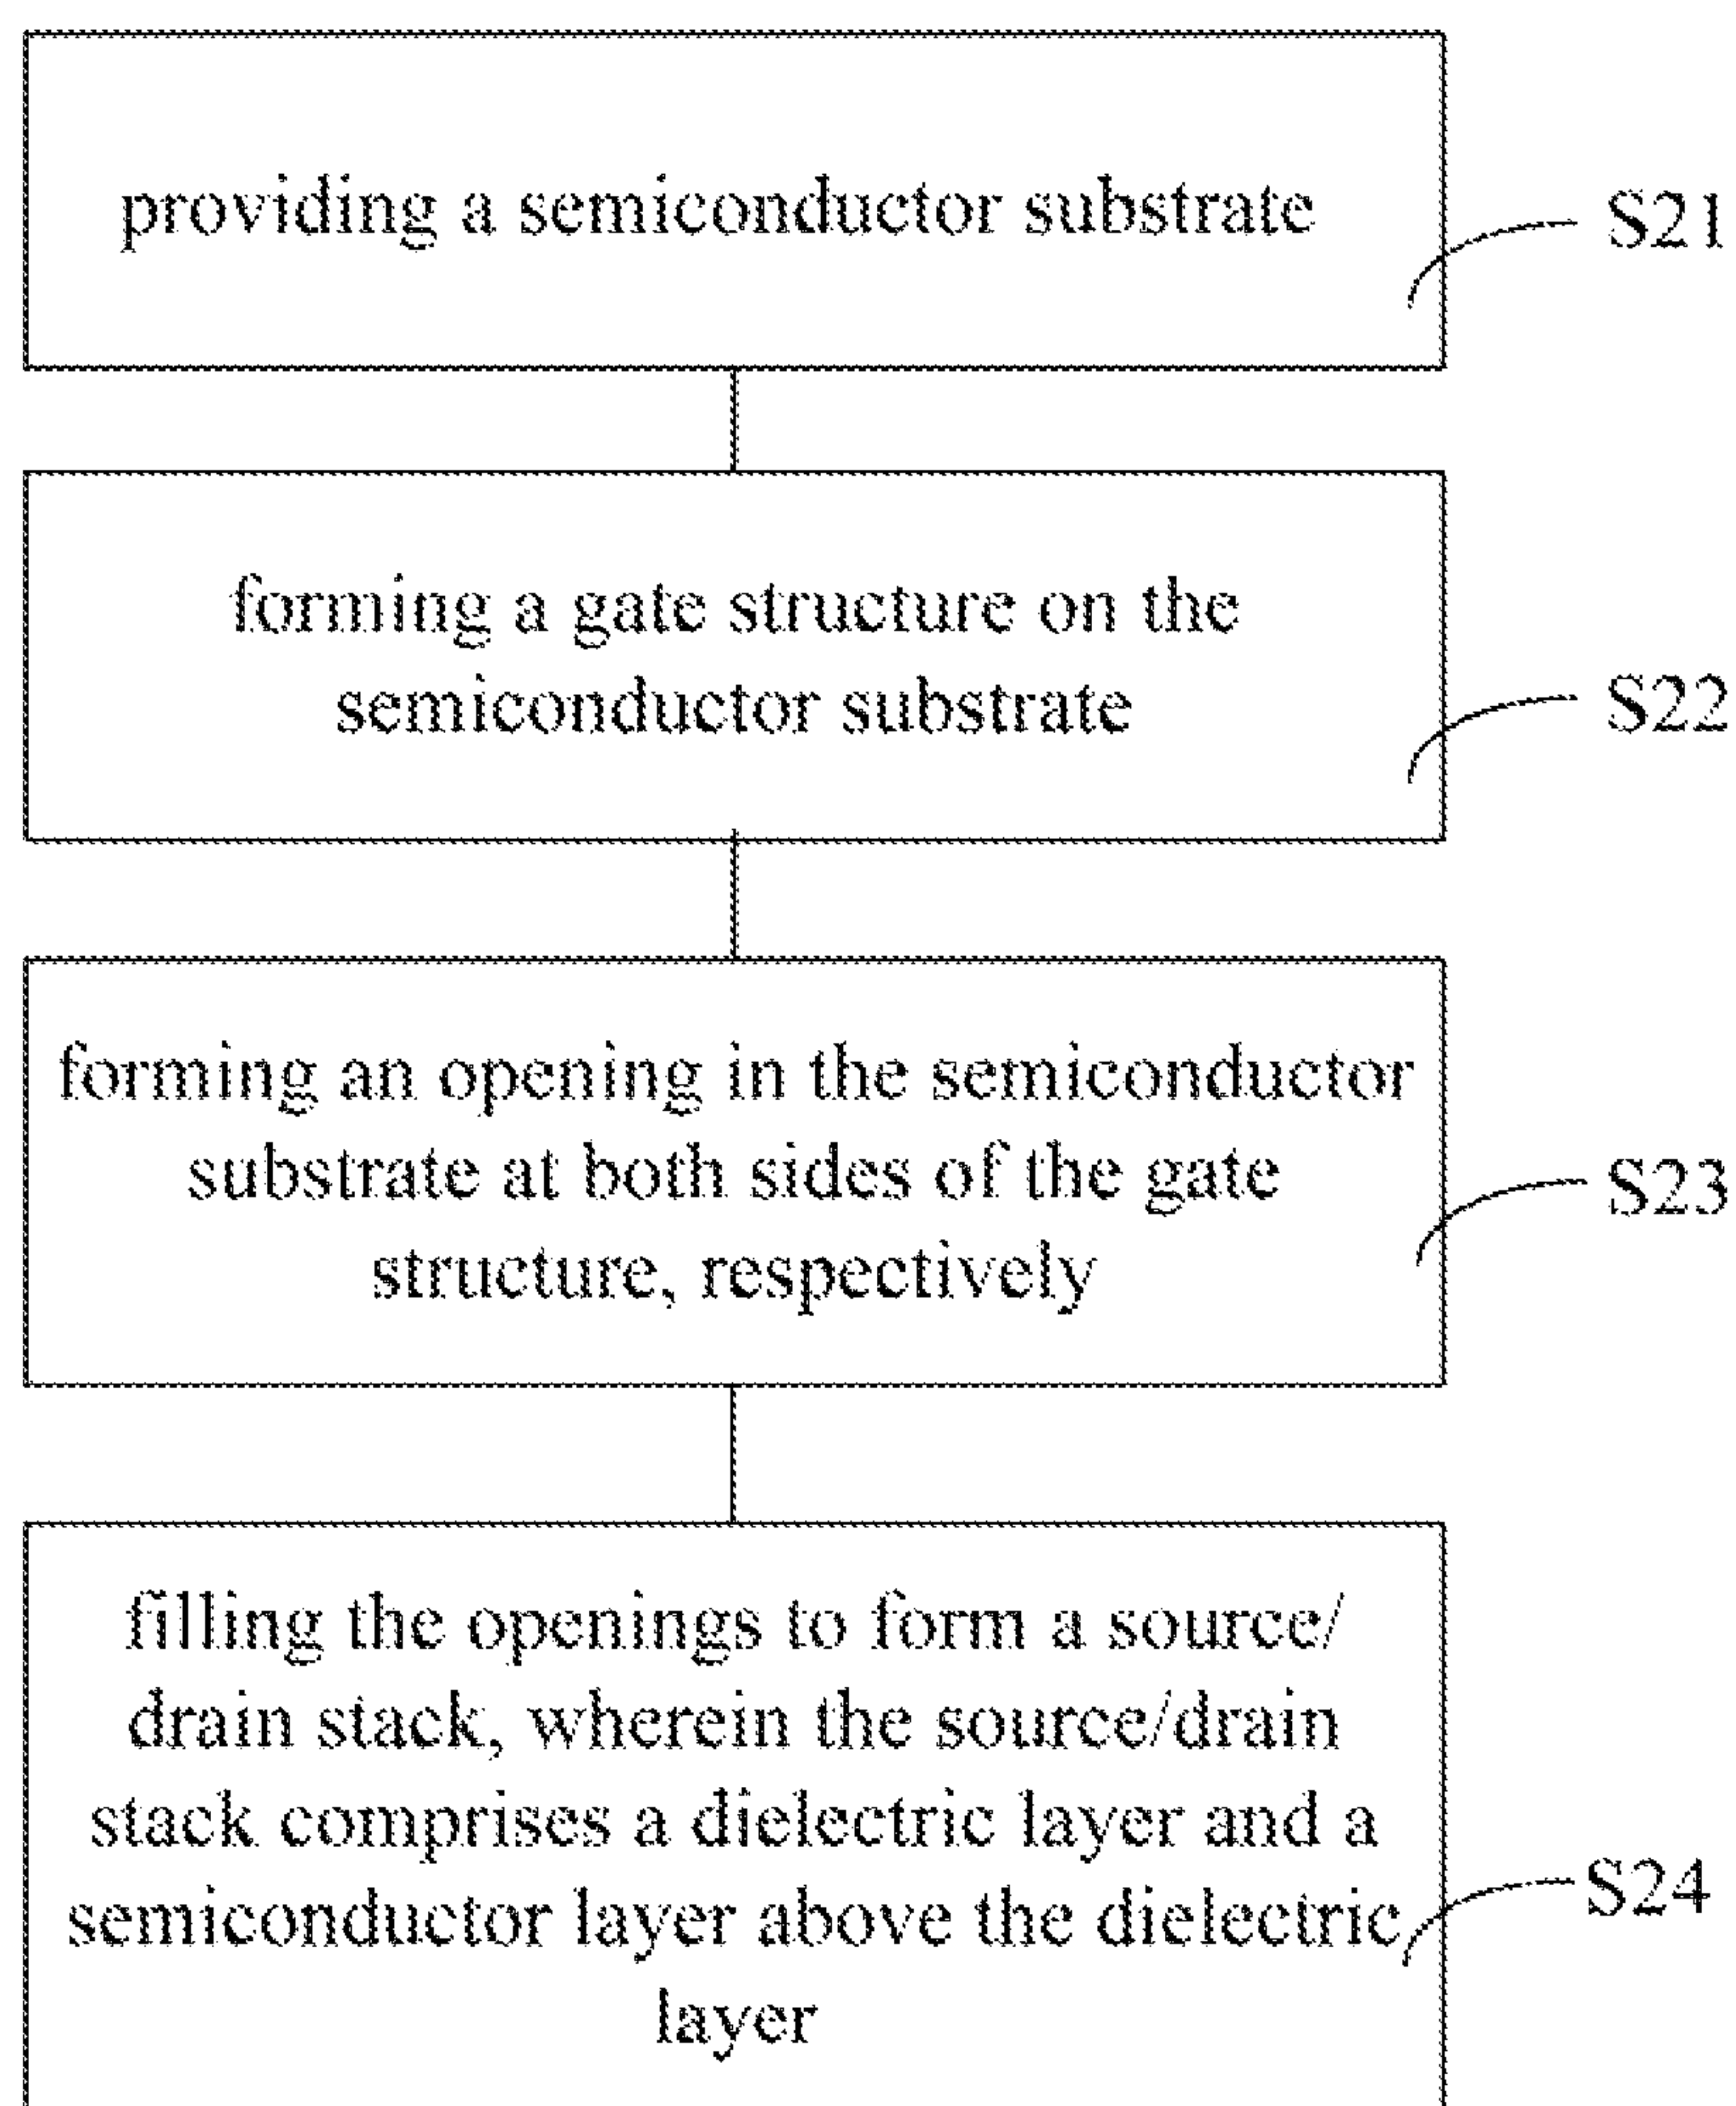 providing a semiconductor substrate
S21
forming a gate structure on the
semiconductor substrate
S22
forming an opening in the semiconductor
substrate at both sides of the gate
structure, respectively
S23
filling the openings to form a source/
drain stack, wherein the source/drain
stack comprises a dielectric layer and a
semiconductor layer above the dielectric
layer
S24